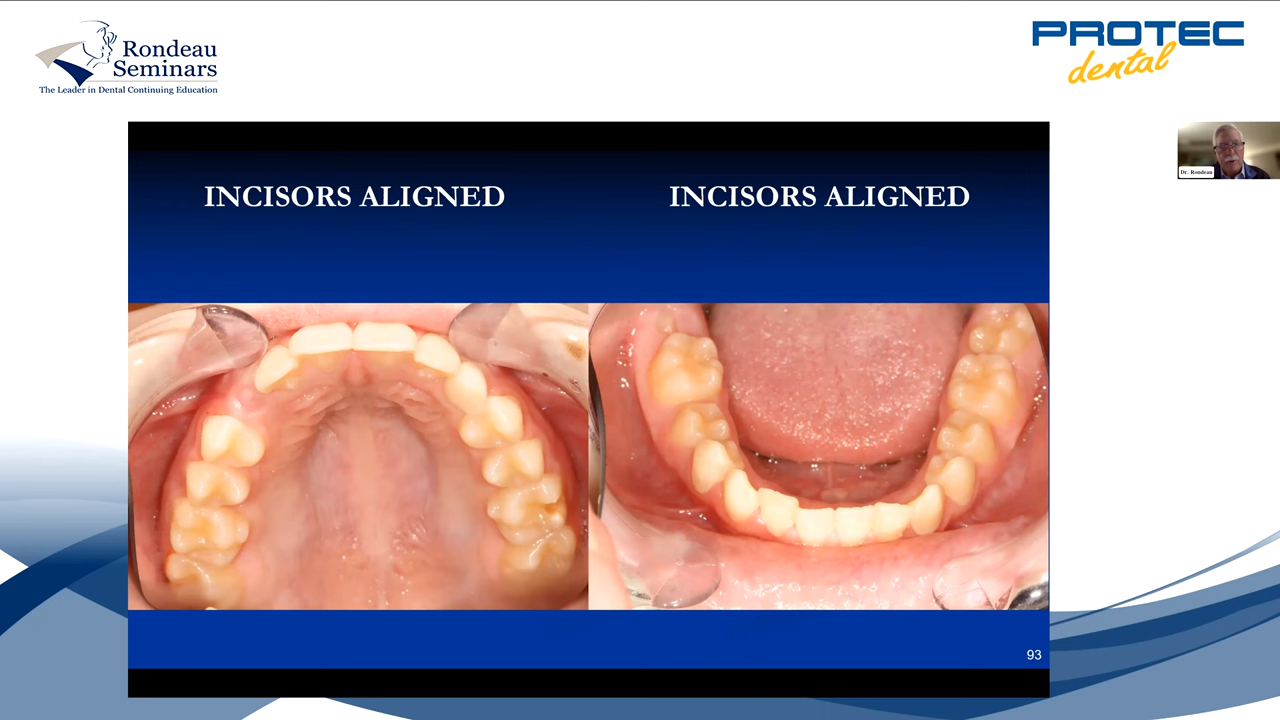 Rondeau
Seminars
The Leader in Dental Continuing Education
PROTEC
dental
Dr. Rondeau
INCISORS ALIGNED
INCISORS ALIGNED
93